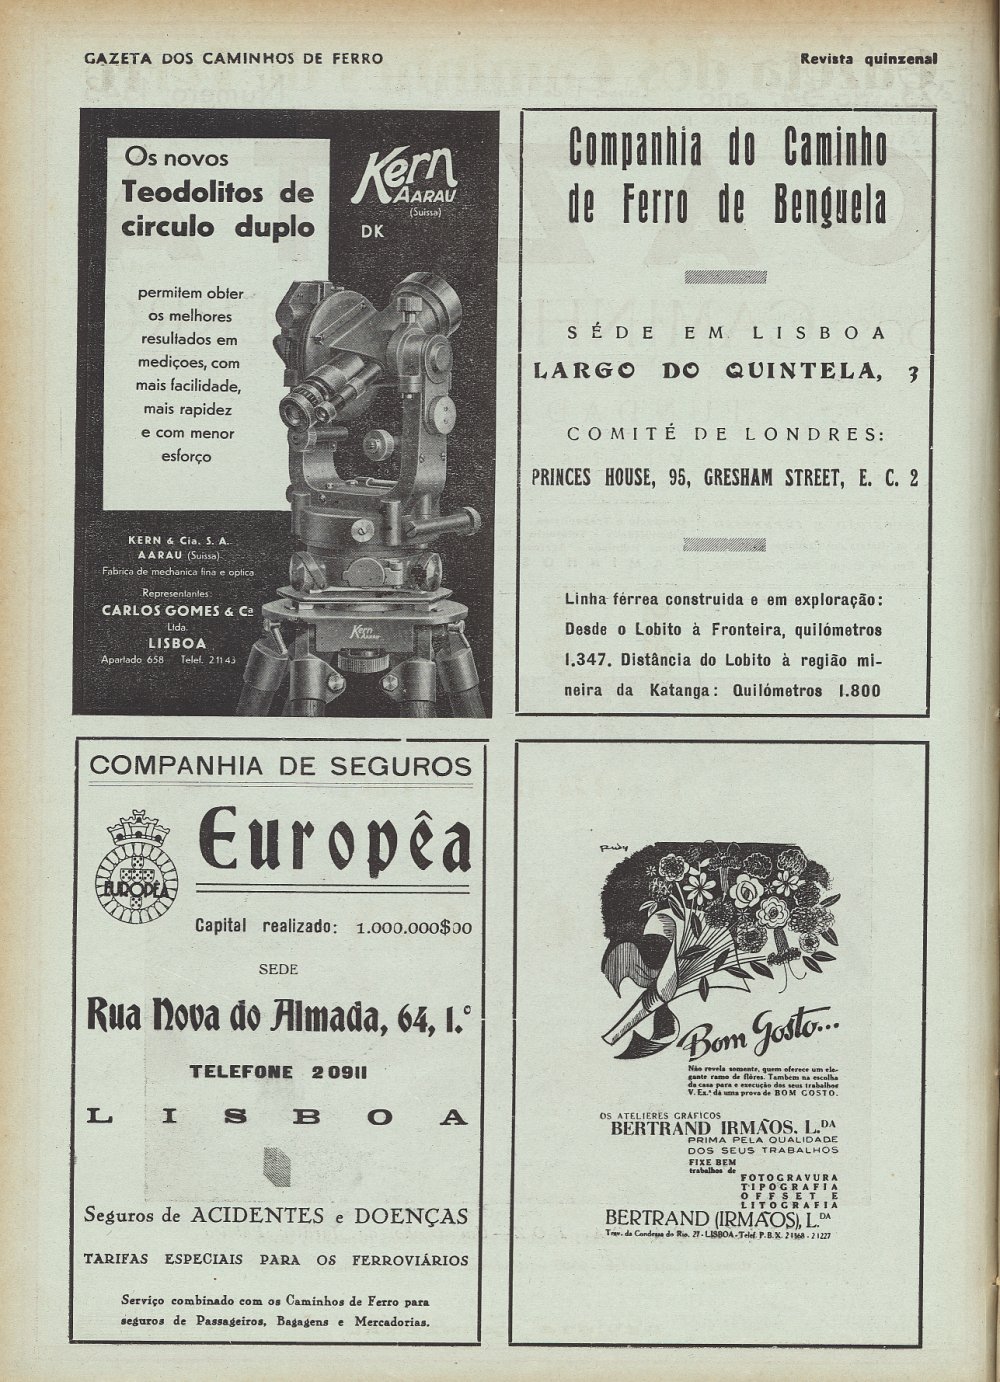 GAZETA DOS CAMINHOS DE FERRO
Revista quinzenal
Os novos
Teodolitos de
circulo duplo
permitem obter
os melhores
resultados em
medições, com
mais facilidade,
mais rapidez
e com menor
esforço
Kern
AARAU
(Suissa)
DK
Kern
AARAU
KERN & Cia. S. A.
AARAU (Suissa)
Fabrica de mechanica fina e optica
Representantes:
CARLOS GOMES & Cª
Ltda.
LISBOA
Apartado 658 Telef. 21143
Companhia do Caminho
de Ferro de Benguela
SÉDE EM LISBOA
LARGO DO QUINTELA, 3
COMITÉ DE LONDRES:
PRINCES HOUSE, 95, GRESHAM STREET, E. C. 2
Linha férrea construida e em exploração:
Desde o Lobito à Fronteira, quilómetros
1.347. Distância do Lobito à região mi-
neira da Katanga: Quilómetros 1.800
COMPANHIA DE SEGUROS
EUROPÊA
Europêa
Capital realizado: 1.000.000$00
SEDE
Rua Nova do Almada, 64, 1.º
TELEFONE 20911
LISBOA
Seguros de ACIDENTES e DOENÇAS
TARIFAS ESPECIAIS PARA OS FERROVIÁRIOS
Serviço combinado com os Caminhos de Ferro para
seguros de Passageiros, Bagagens e Mercadorias.
Bom Gosto...
Não revela somente, quem oferece um ele-
gante ramo de flôres. Tambem na escolha
da casa para e execução dos seus trabalhos
V. Ex.ª dá uma prova de BOM GOSTO.
OS ATELIERES GRÁFICOS
BERTRAND IRMÃOS, L.DA
PRIMA PELA QUALIDADE
DOS SEUS TRABALHOS
FIXE BEM
trabalhos de
FOTOGRAVURA
TIPOGRAFIA
OFFSET E
LITOGRAFIA
BERTRAND (IRMÃOS), L.DA
Trav. da Condessa do Rio, 27 - LISBOA - Telef. P. B. X. 21368 - 21227